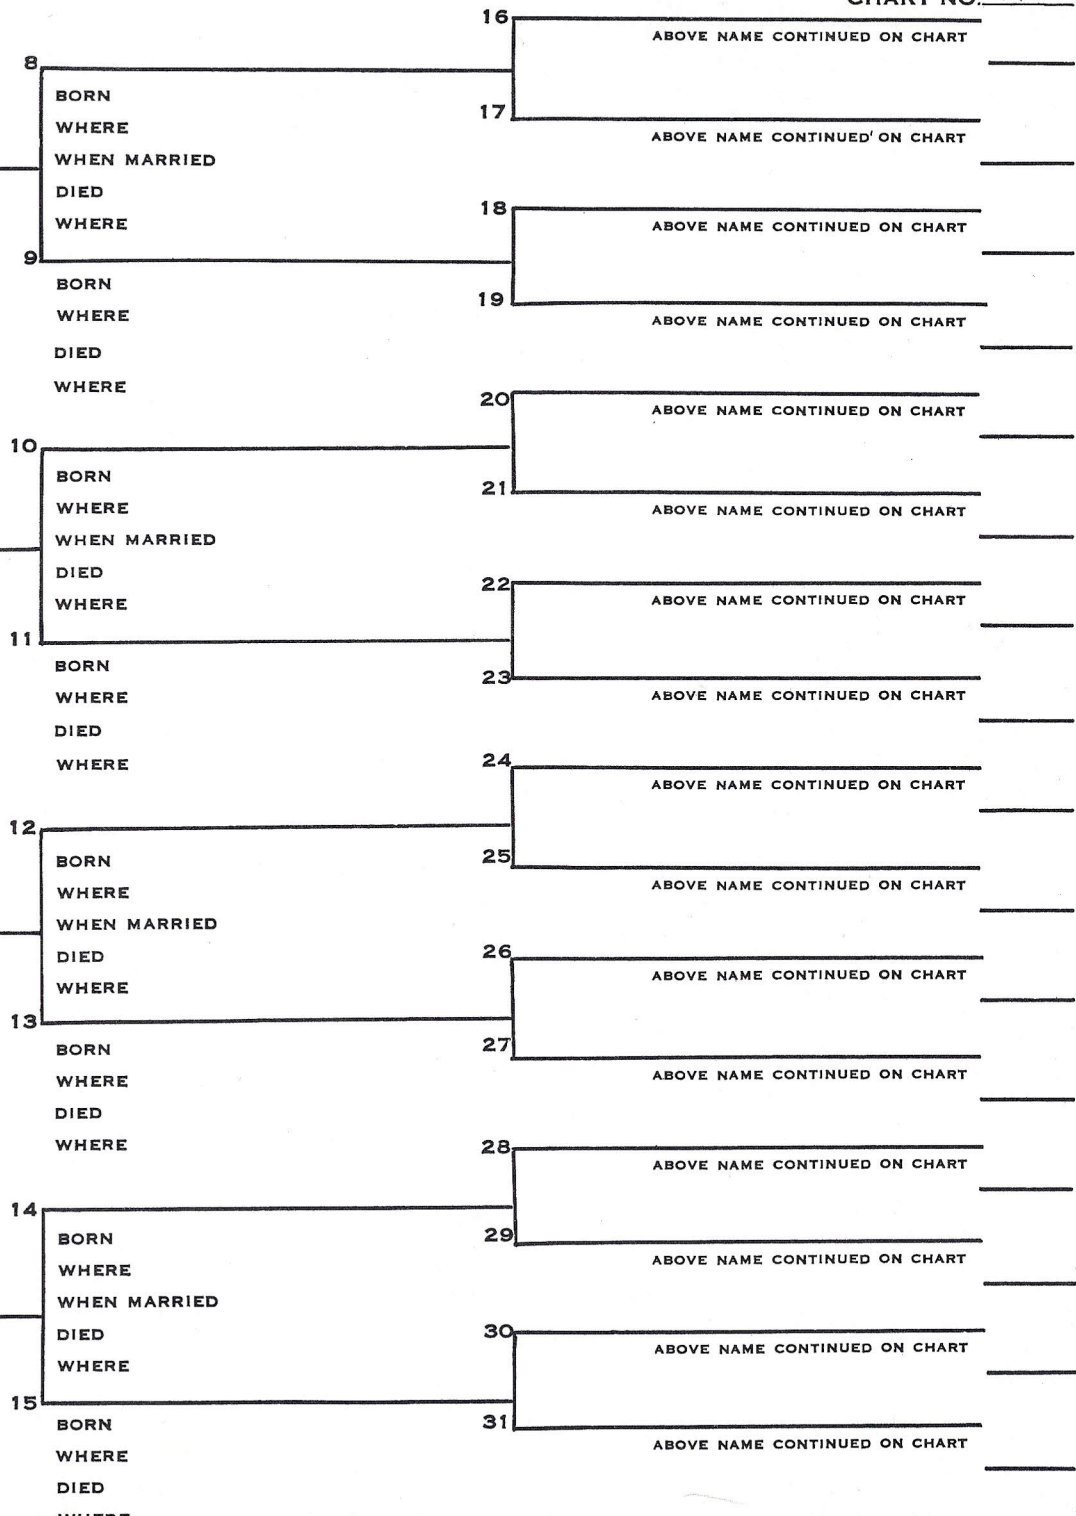 CHART NO.
16
ABOVE NAME CONTINUED ON CHART
8
BORN
17
WHERE
ABOVE NAME CONTINUED ON CHART
WHEN MARRIED
DIED
18
WHERE
ABOVE NAME CONTINUED ON CHART
9
BORN
19
WHERE
ABOVE NAME CONTINUED ON CHART
DIED
WHERE
20
ABOVE NAME CONTINUED ON CHART
10
BORN
21
WHERE
ABOVE NAME CONTINUED ON CHART
WHEN MARRIED
DIED
22
WHERE
ABOVE NAME CONTINUED ON CHART
11
BORN
23
WHERE
ABOVE NAME CONTINUED ON CHART
DIED
WHERE
24
ABOVE NAME CONTINUED ON CHART
12
BORN
25
WHERE
ABOVE NAME CONTINUED ON CHART
WHEN MARRIED
DIED
26
WHERE
ABOVE NAME CONTINUED ON CHART
13
BORN
27
WHERE
ABOVE NAME CONTINUED ON CHART
DIED
WHERE
28
ABOVE NAME CONTINUED ON CHART
14
BORN
29
WHERE
ABOVE NAME CONTINUED ON CHART
WHEN MARRIED
DIED
30
WHERE
ABOVE NAME CONTINUED ON CHART
15
BORN
31
WHERE
ABOVE NAME CONTINUED ON CHART
DIED
WHERE